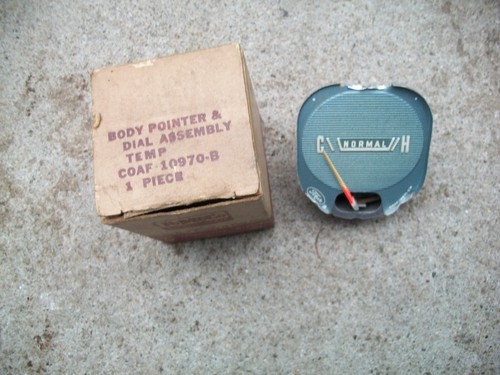 BODY POINTER &
DIAL ASSEMBLY
TEMP
COAF-10970-B
1 PIECE
C NORMAL H